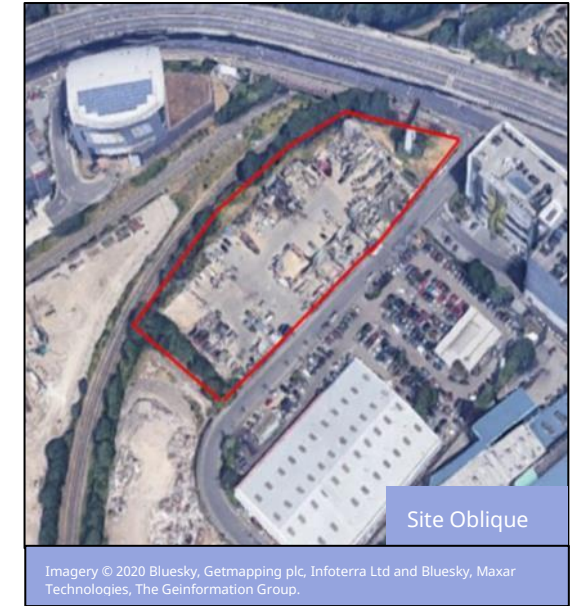 Site Oblique
Imagery © 2020 Bluesky, Getmapping plc, Infoterra Ltd and Bluesky, Maxar
Technologies, The Geinformation Group.